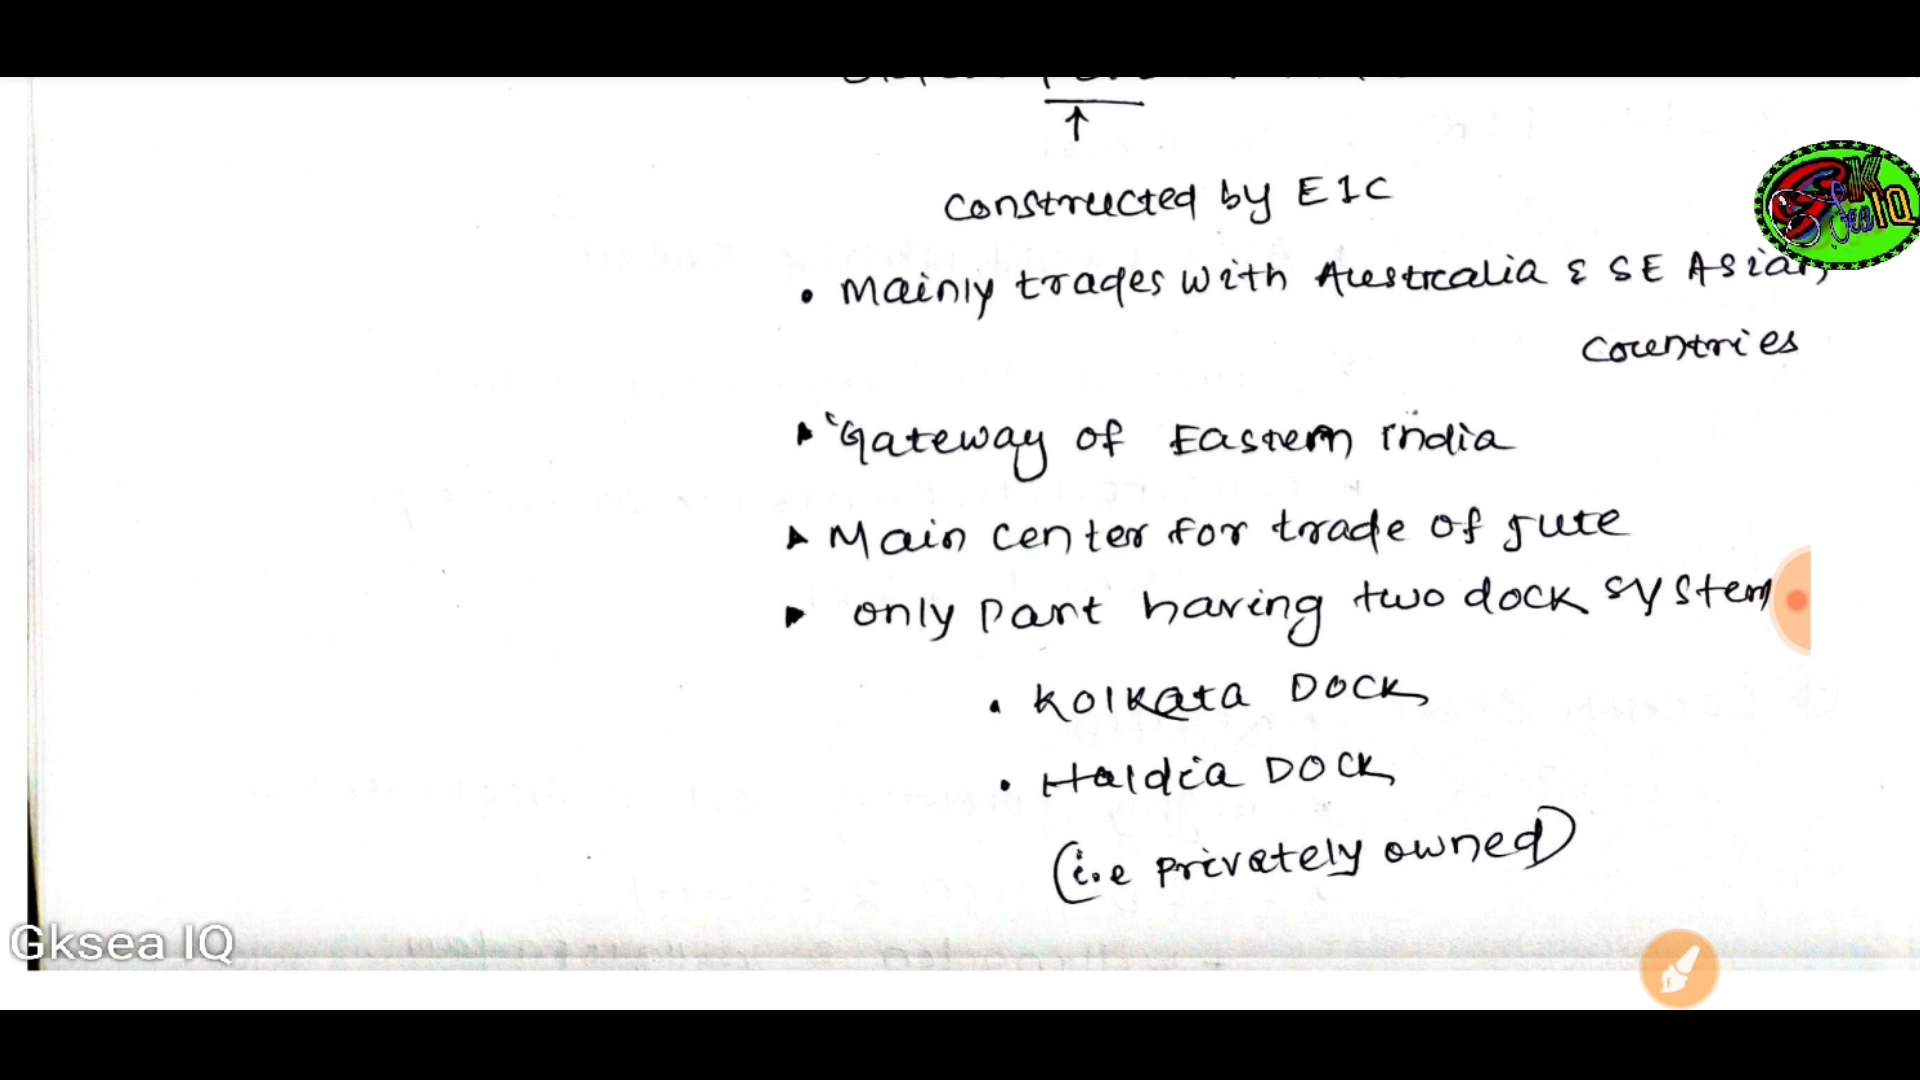 constructed by EIC
• Mainly trades with Australia & SE Asian
countries
▸ 'Gateway of Eastern India
▸ Main center for trade of Jute
▸ only Port having two dock system
• Kolkata DOCK
• Haldia DOCK
(i.e privately owned)
Gksea IQ